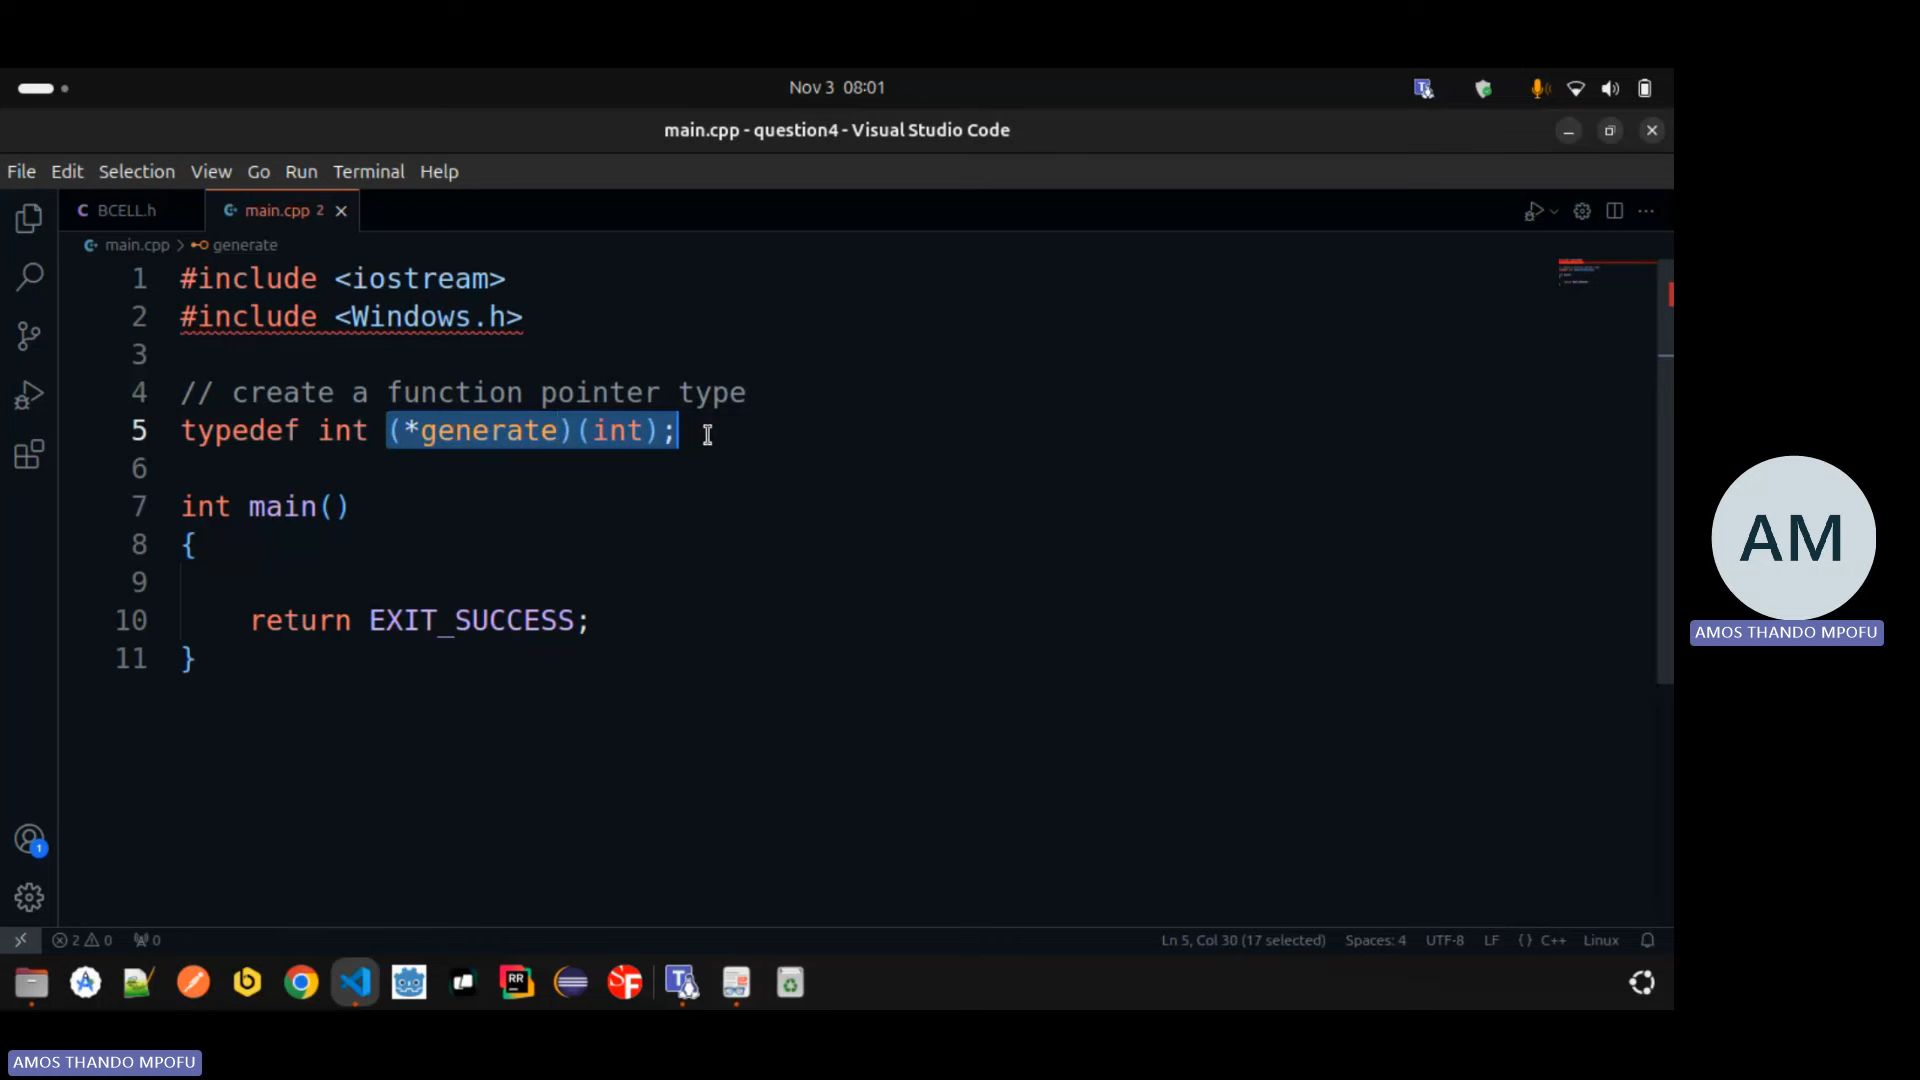 Nov 3 08:01
main.cpp - question4 - Visual Studio Code
File Edit Selection View Go Run Terminal Help
C BCELL.h
main.cpp 2
main.cpp > generate
1 #include <iostream>
2 #include <Windows.h>
3
4 // create a function pointer type
5 typedef int (*generate)(int);
6
7 int main()
8 {
9
10 return EXIT_SUCCESS;
11 }
AM
AMOS THANDO MPOFU
1
2 0 0
Ln 5, Col 30 (17 selected) Spaces: 4 UTF-8 LF {} C++ Linux
RR
SF
T
AMOS THANDO MPOFU